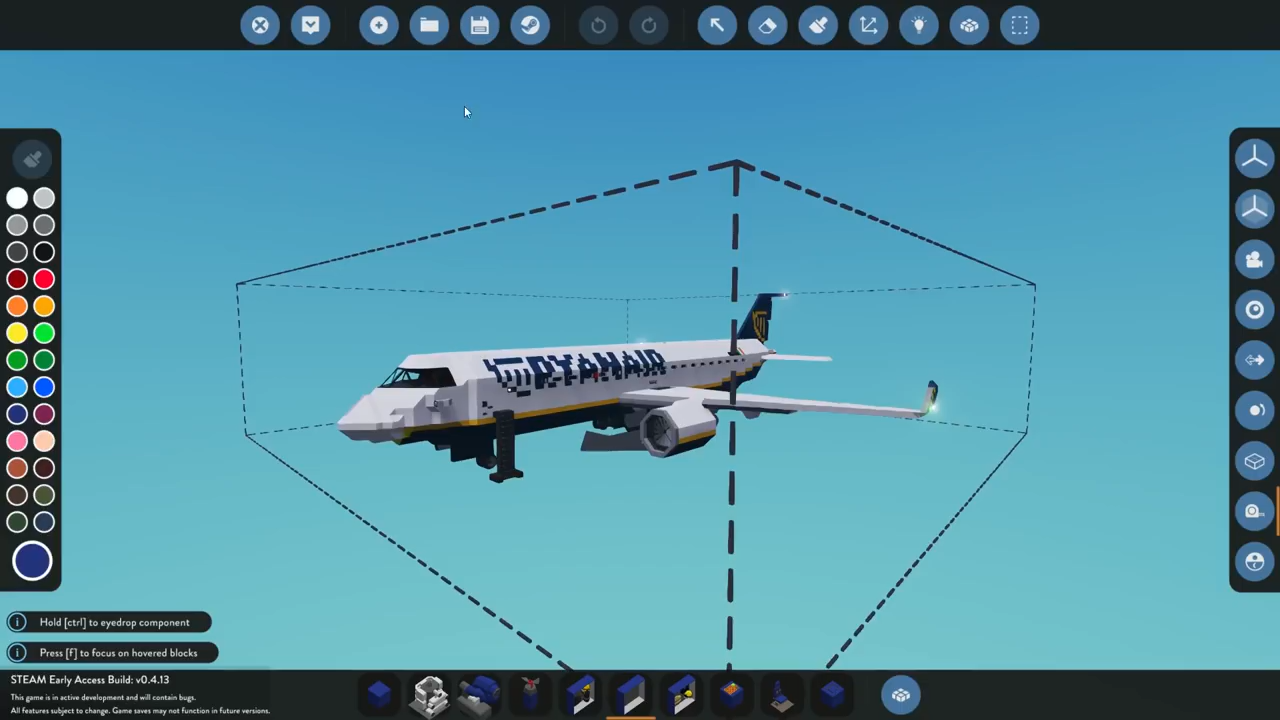 RYANAIR
Hold [ctrl] to eyedrop component
Press [f] to focus on hovered blocks
STEAM Early Access Build: v0.4.13
This game is in active development and will contain bugs.
All features subject to change. Game saves may not function in future versions.